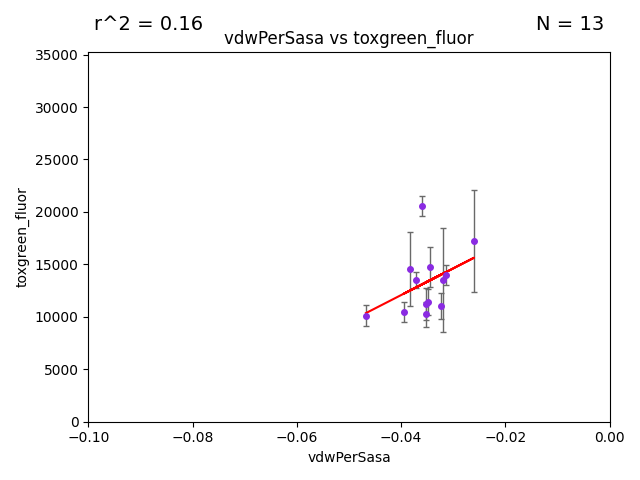 r^2 = 0.16
N = 13
vdwPerSasa vs toxgreen_fluor
35000
30000
25000
20000
15000
10000
5000
0
toxgreen_fluor
−0.10
−0.08
−0.06
−0.04
−0.02
0.00
vdwPerSasa